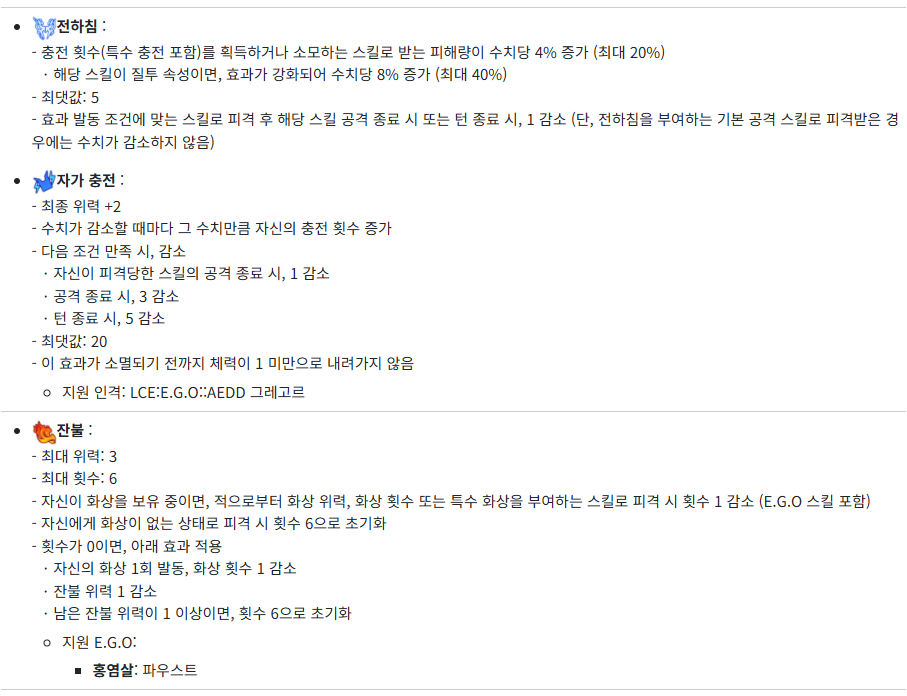 전하침 :
- 충전 횟수(특수 충전 포함)를 획득하거나 소모하는 스킬로 받는 피해량이 수치당 4% 증가 (최대 20%)
· 해당 스킬이 질투 속성이면, 효과가 강화되어 수치당 8% 증가 (최대 40%)
- 최댓값: 5
- 효과 발동 조건에 맞는 스킬로 피격 후 해당 스킬 공격 종료 시 또는 턴 종료 시, 1 감소 (단, 전하침을 부여하는 기본 공격 스킬로 피격받은 경
우에는 수치가 감소하지 않음)
자가 충전 :
- 최종 위력 +2
- 수치가 감소할 때마다 그 수치만큼 자신의 충전 횟수 증가
- 다음 조건 만족 시, 감소
· 자신이 피격당한 스킬의 공격 종료 시, 1 감소
· 공격 종료 시, 3 감소
· 턴 종료 시, 5 감소
- 최댓값: 20
- 이 효과가 소멸되기 전까지 체력이 1 미만으로 내려가지 않음
지원 인격: LCE:E.G.O::AEDD 그레고르
잔불 :
- 최대 위력: 3
- 최대 횟수: 6
- 자신이 화상을 보유 중이면, 적으로부터 화상 위력, 화상 횟수 또는 특수 화상을 부여하는 스킬로 피격 시 횟수 1 감소 (E.G.O 스킬 포함)
- 자신에게 화상이 없는 상태로 피격 시 횟수 6으로 초기화
- 횟수가 0이면, 아래 효과 적용
· 자신의 화상 1회 발동, 화상 횟수 1 감소
· 잔불 위력 1 감소
· 남은 잔불 위력이 1 이상이면, 횟수 6으로 초기화
지원 E.G.O:
홍염살: 파우스트